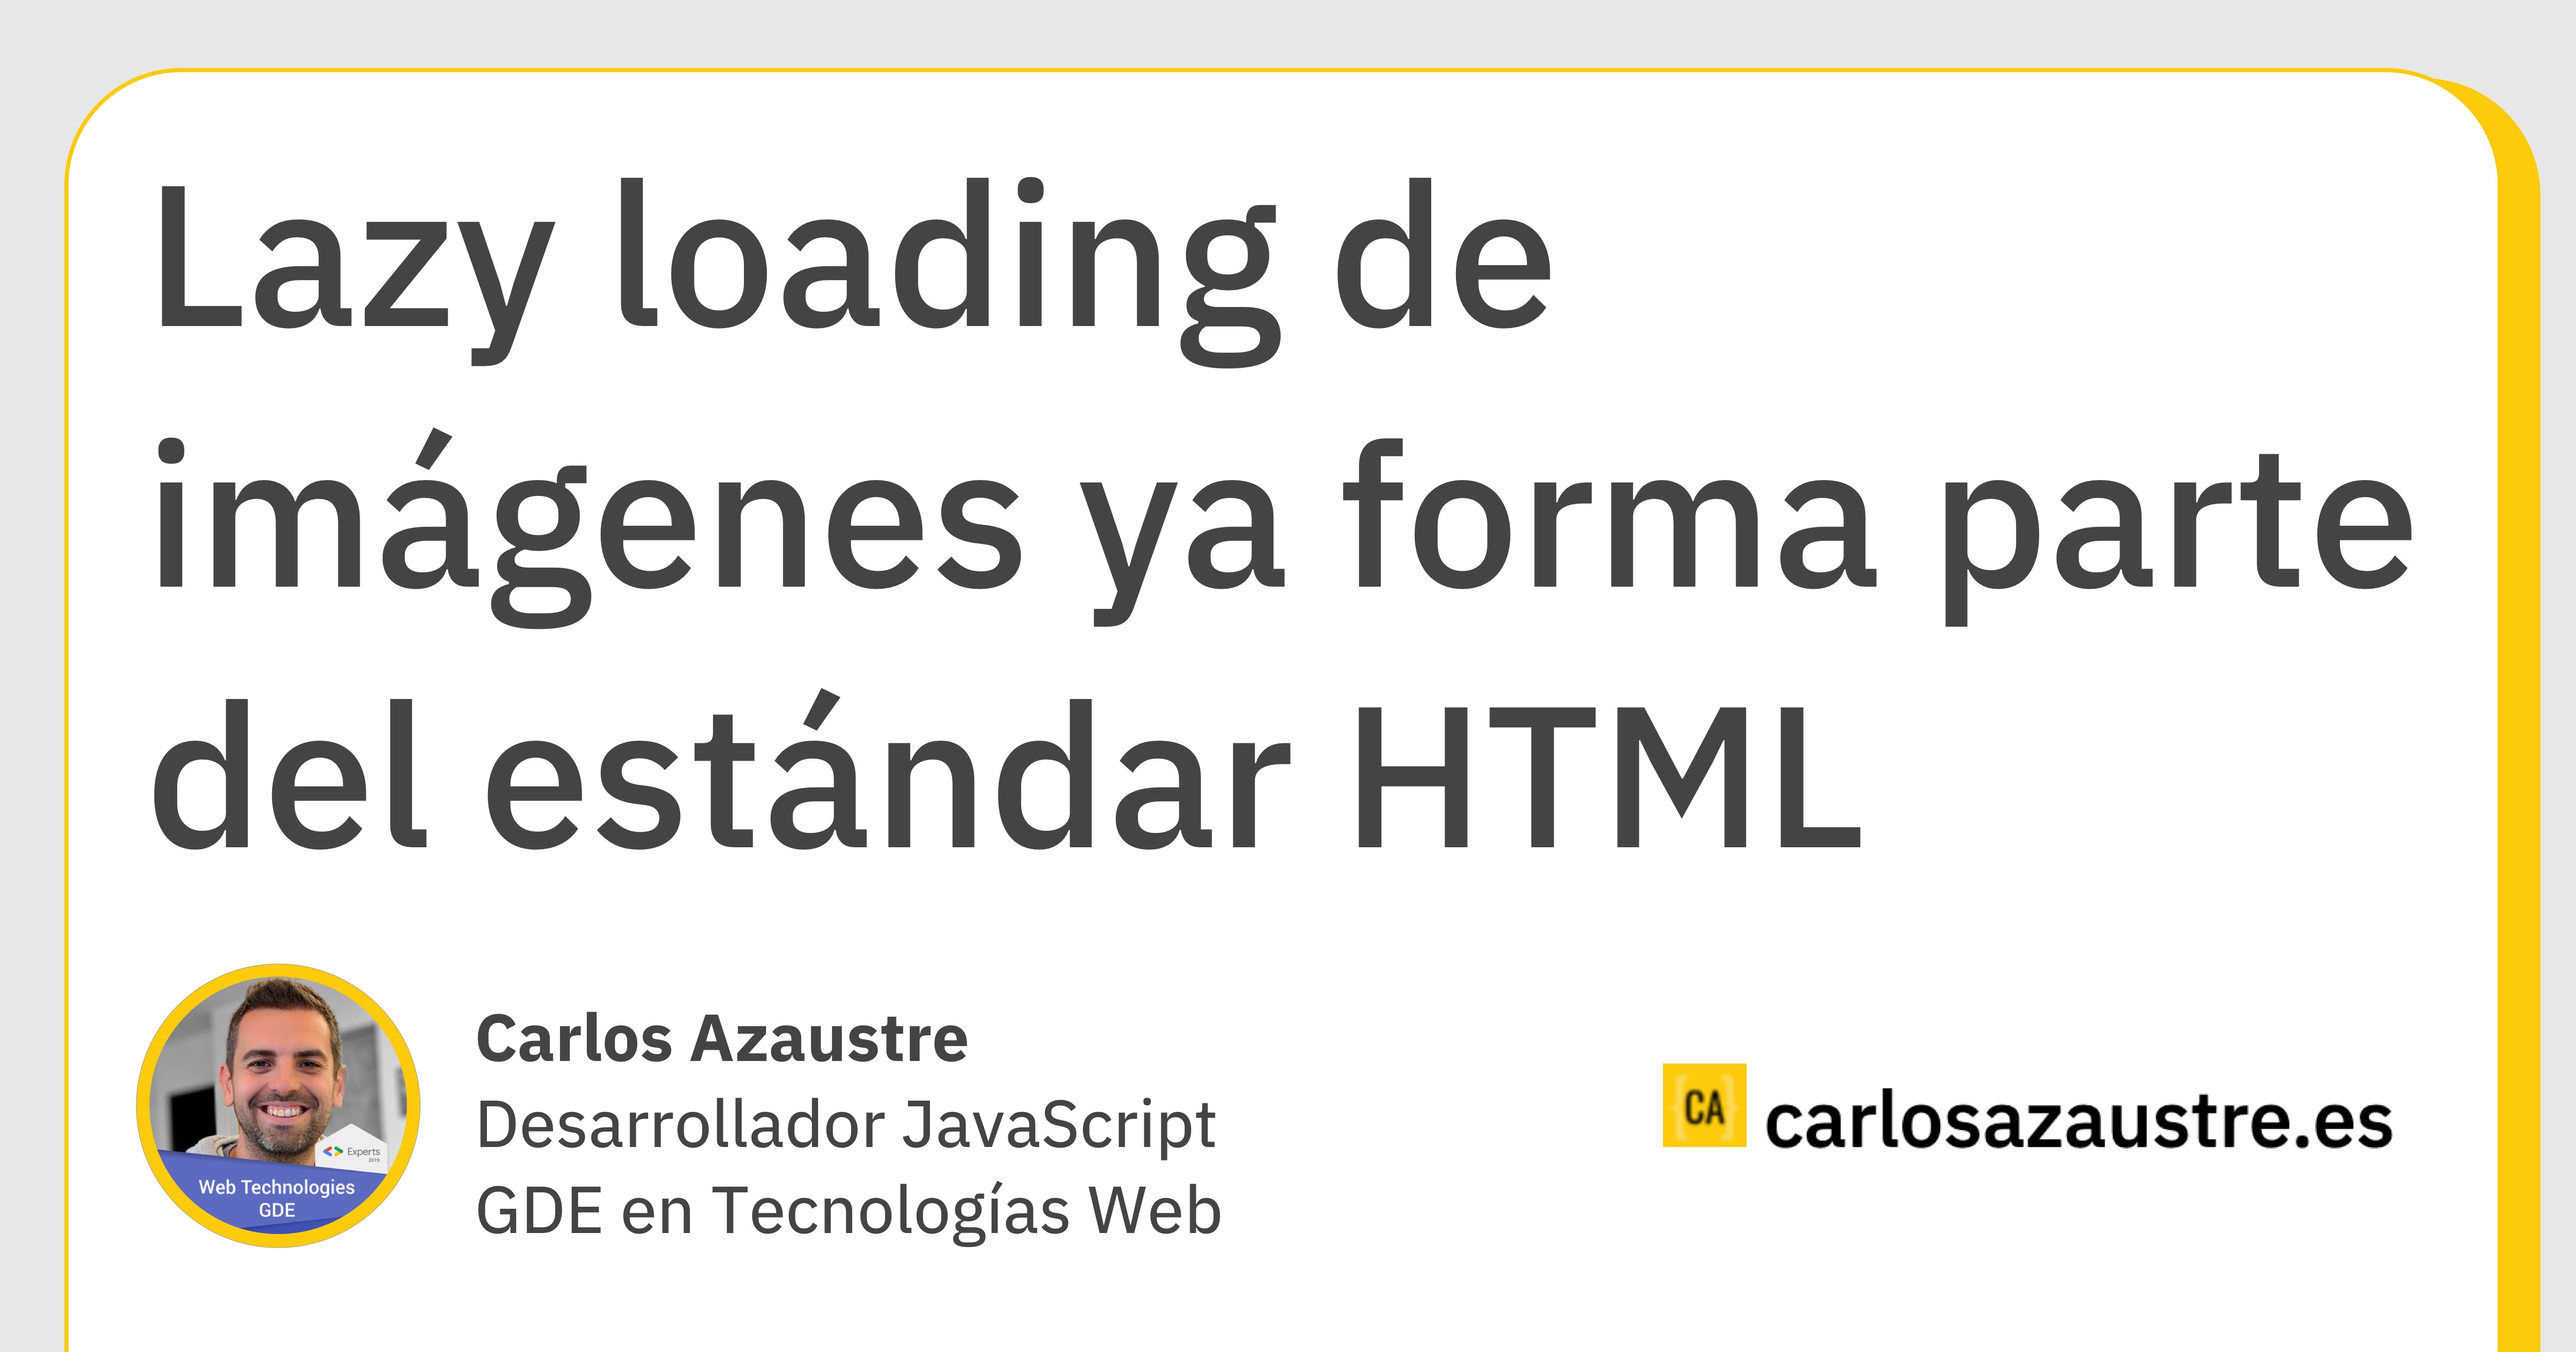 Lazy loading de
imágenes ya forma parte
del estándar HTML
Carlos Azaustre
Desarrollador JavaScript
GDE en Tecnologías Web
Experts
2019
Web Technologies
GDE
{CA}
carlosazaustre.es